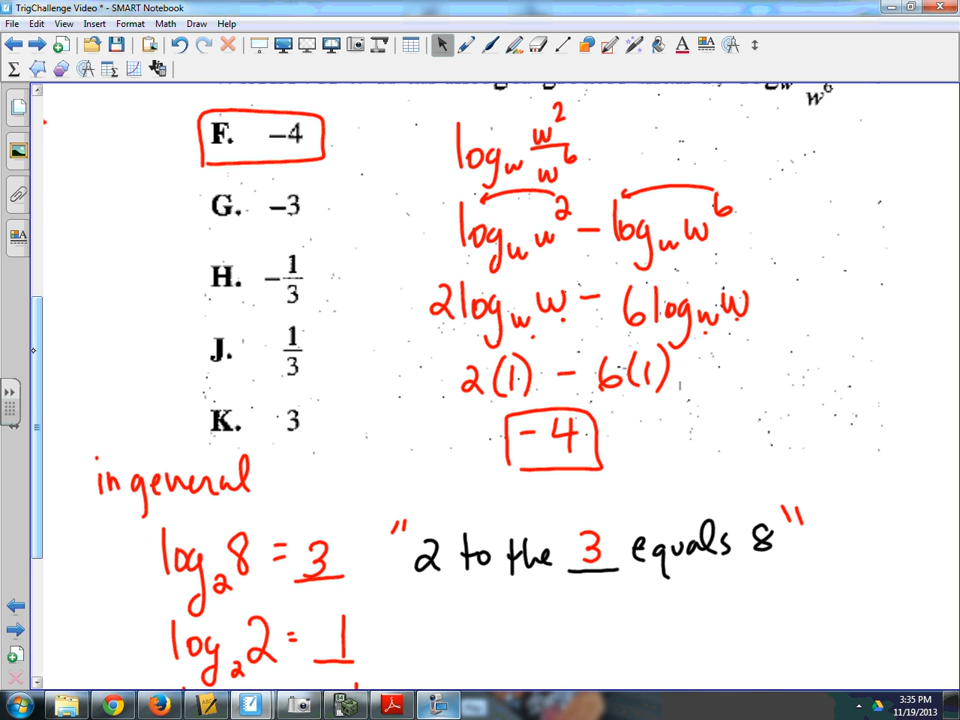 TrigChallenge Video * - SMART Notebook
File Edit View Insert Format Math Draw Help
w⁶
F. −4
G. −3
H. −1/3
J. 1/3
K. 3
log_w w²/w⁶
log_w w² − log_w w⁶
2log_w w − 6log_w w
2(1) − 6(1)
-4
in general
log₂8 = 3 "2 to the 3 equals 8"
log₂2 = 1
3:35 PM
11/19/2013